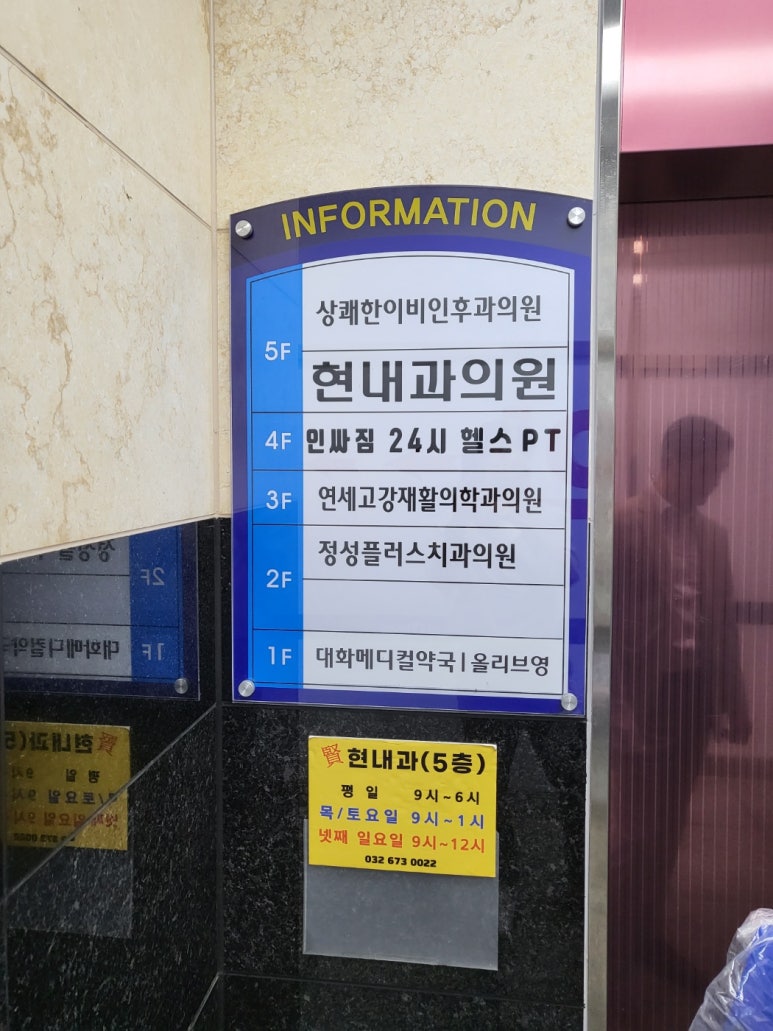 INFORMATION
5F
상쾌한이비인후과의원
현내과의원
4F 인싸짐 24시 헬스PT
3F 연세고강재활의학과의원
2F 정성플러스치과의원
1F 대화메디컬약국|올리브영
賢현내과(5층)
평 일 9시~6시
목/토요일 9시~1시
넷째 일요일 9시~12시
032 673 0022